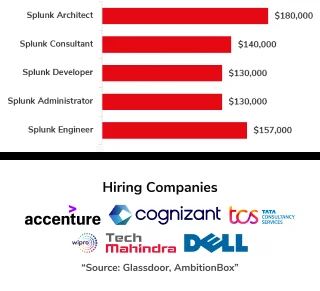 Splunk Architect $180,000
Splunk Consultant $140,000
Splunk Developer $130,000
Splunk Administrator $130,000
Splunk Engineer $157,000
Hiring Companies
accenture cognizant tcs TATA CONSULTANCY SERVICES
wipro Tech Mahindra DELL
“Source: Glassdoor, AmbitionBox”